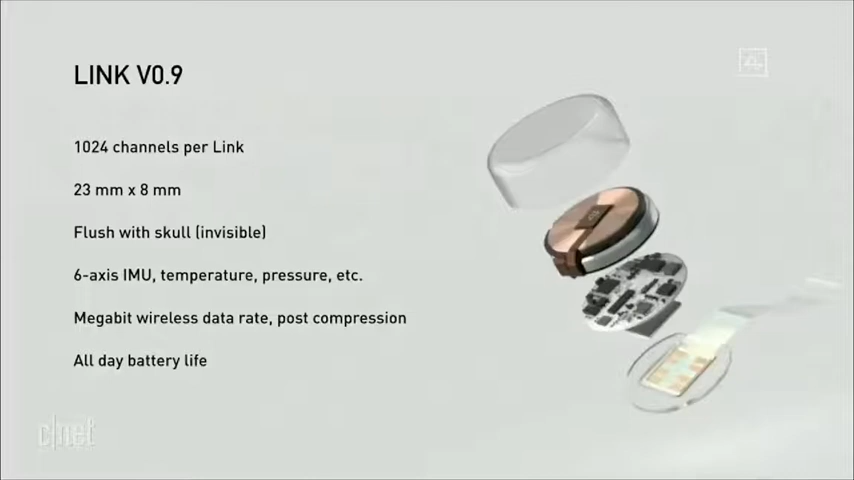 LINK V0.9
1024 channels per Link
23 mm x 8 mm
Flush with skull (invisible)
6-axis IMU, temperature, pressure, etc.
Megabit wireless data rate, post compression
All day battery life
c|net